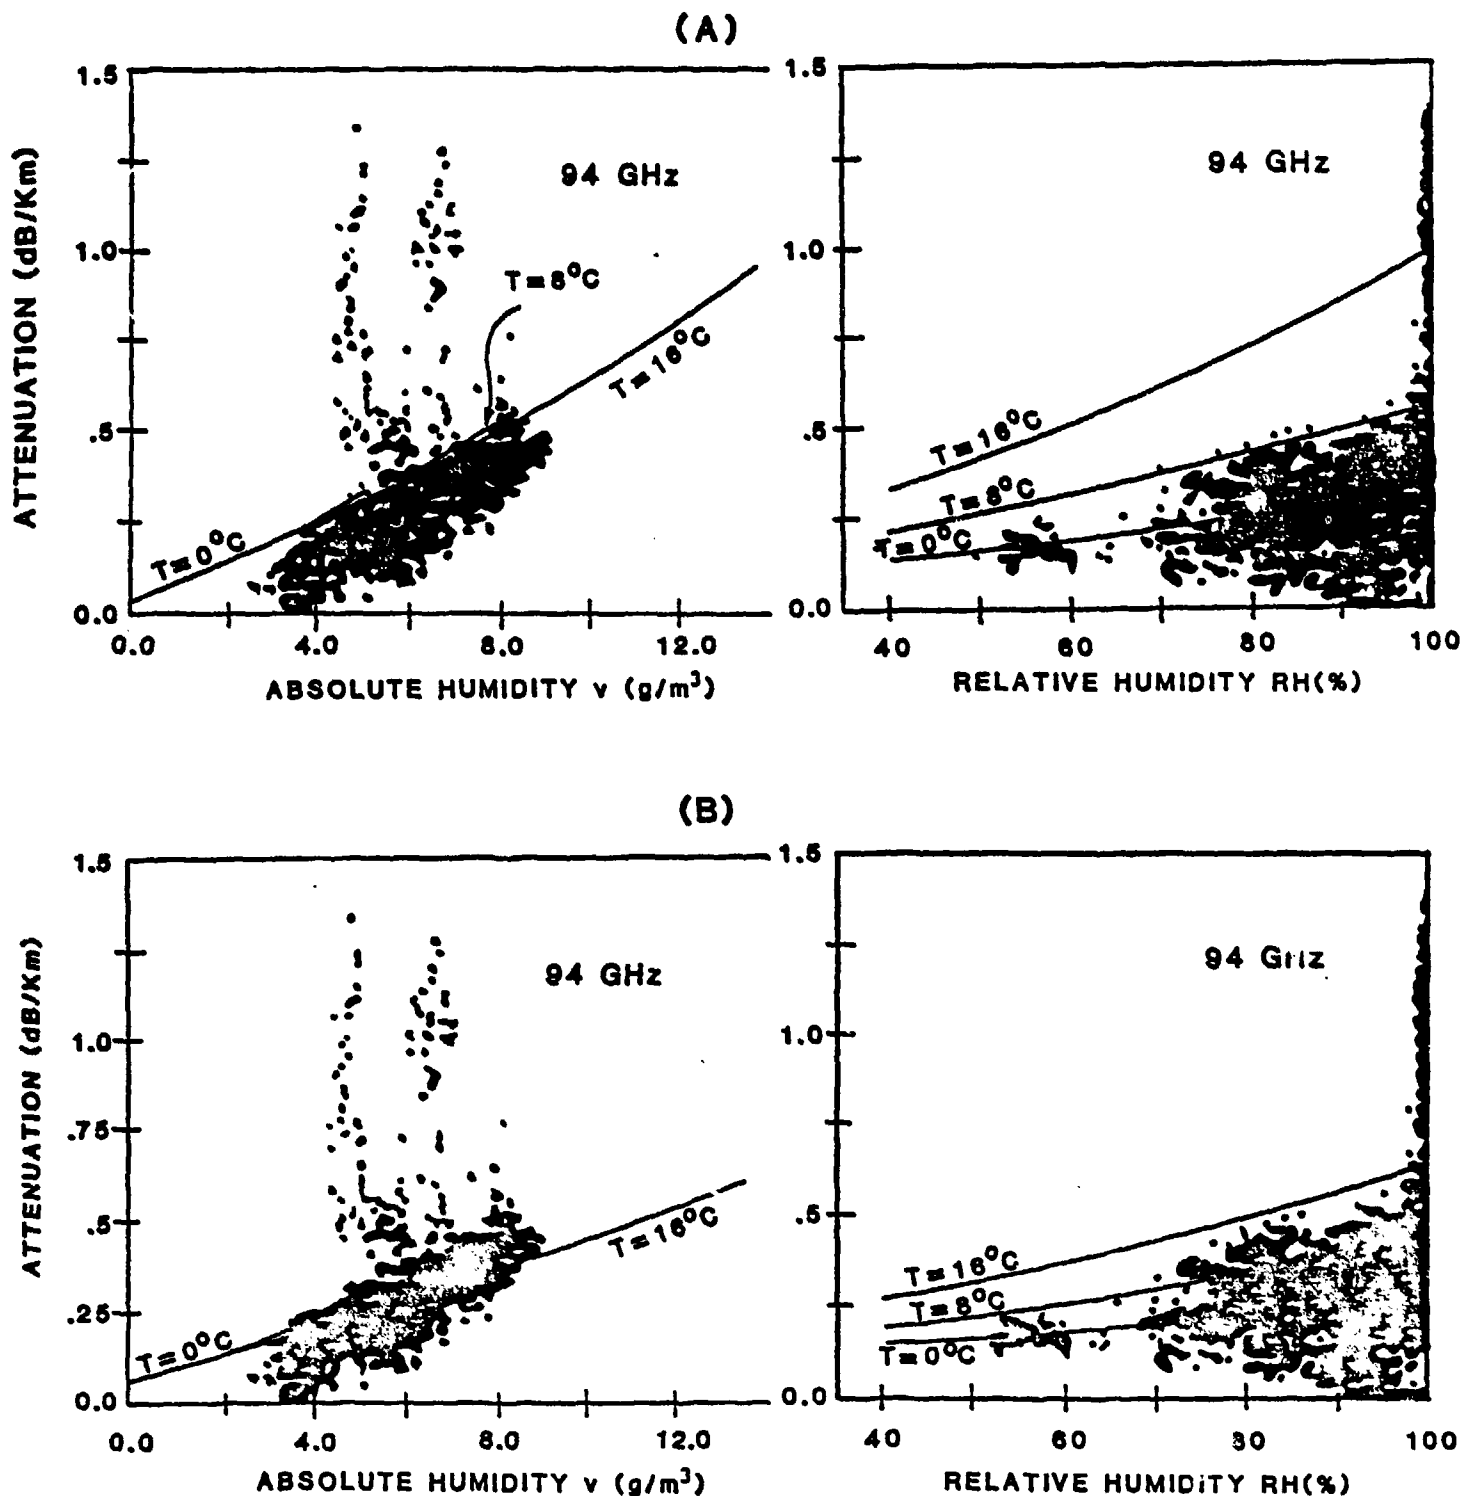 (A)
ATTENUATION (dB/Km)
1.5
1.0
.5
0.0
94 GHz
T=8°C
T=16°C
T=0°C
0.0 4.0 8.0 12.0
ABSOLUTE HUMIDITY v (g/m³)
1.5
1.0
.5
0.0
94 GHz
T=16°C
T=8°C
T=0°C
40 60 80 100
RELATIVE HUMIDITY RH(%)
(B)
ATTENUATION (dB/Km)
1.5
1.0
.75
.5
.25
0.0
94 GHz
T=16°C
T=0°C
0.0 4.0 8.0 12.0
ABSOLUTE HUMIDITY v (g/m³)
1.5
1.0
.5
0.0
94 GHz
T=16°C
T=8°C
T=0°C
40 60 80 100
RELATIVE HUMIDITY RH(%)